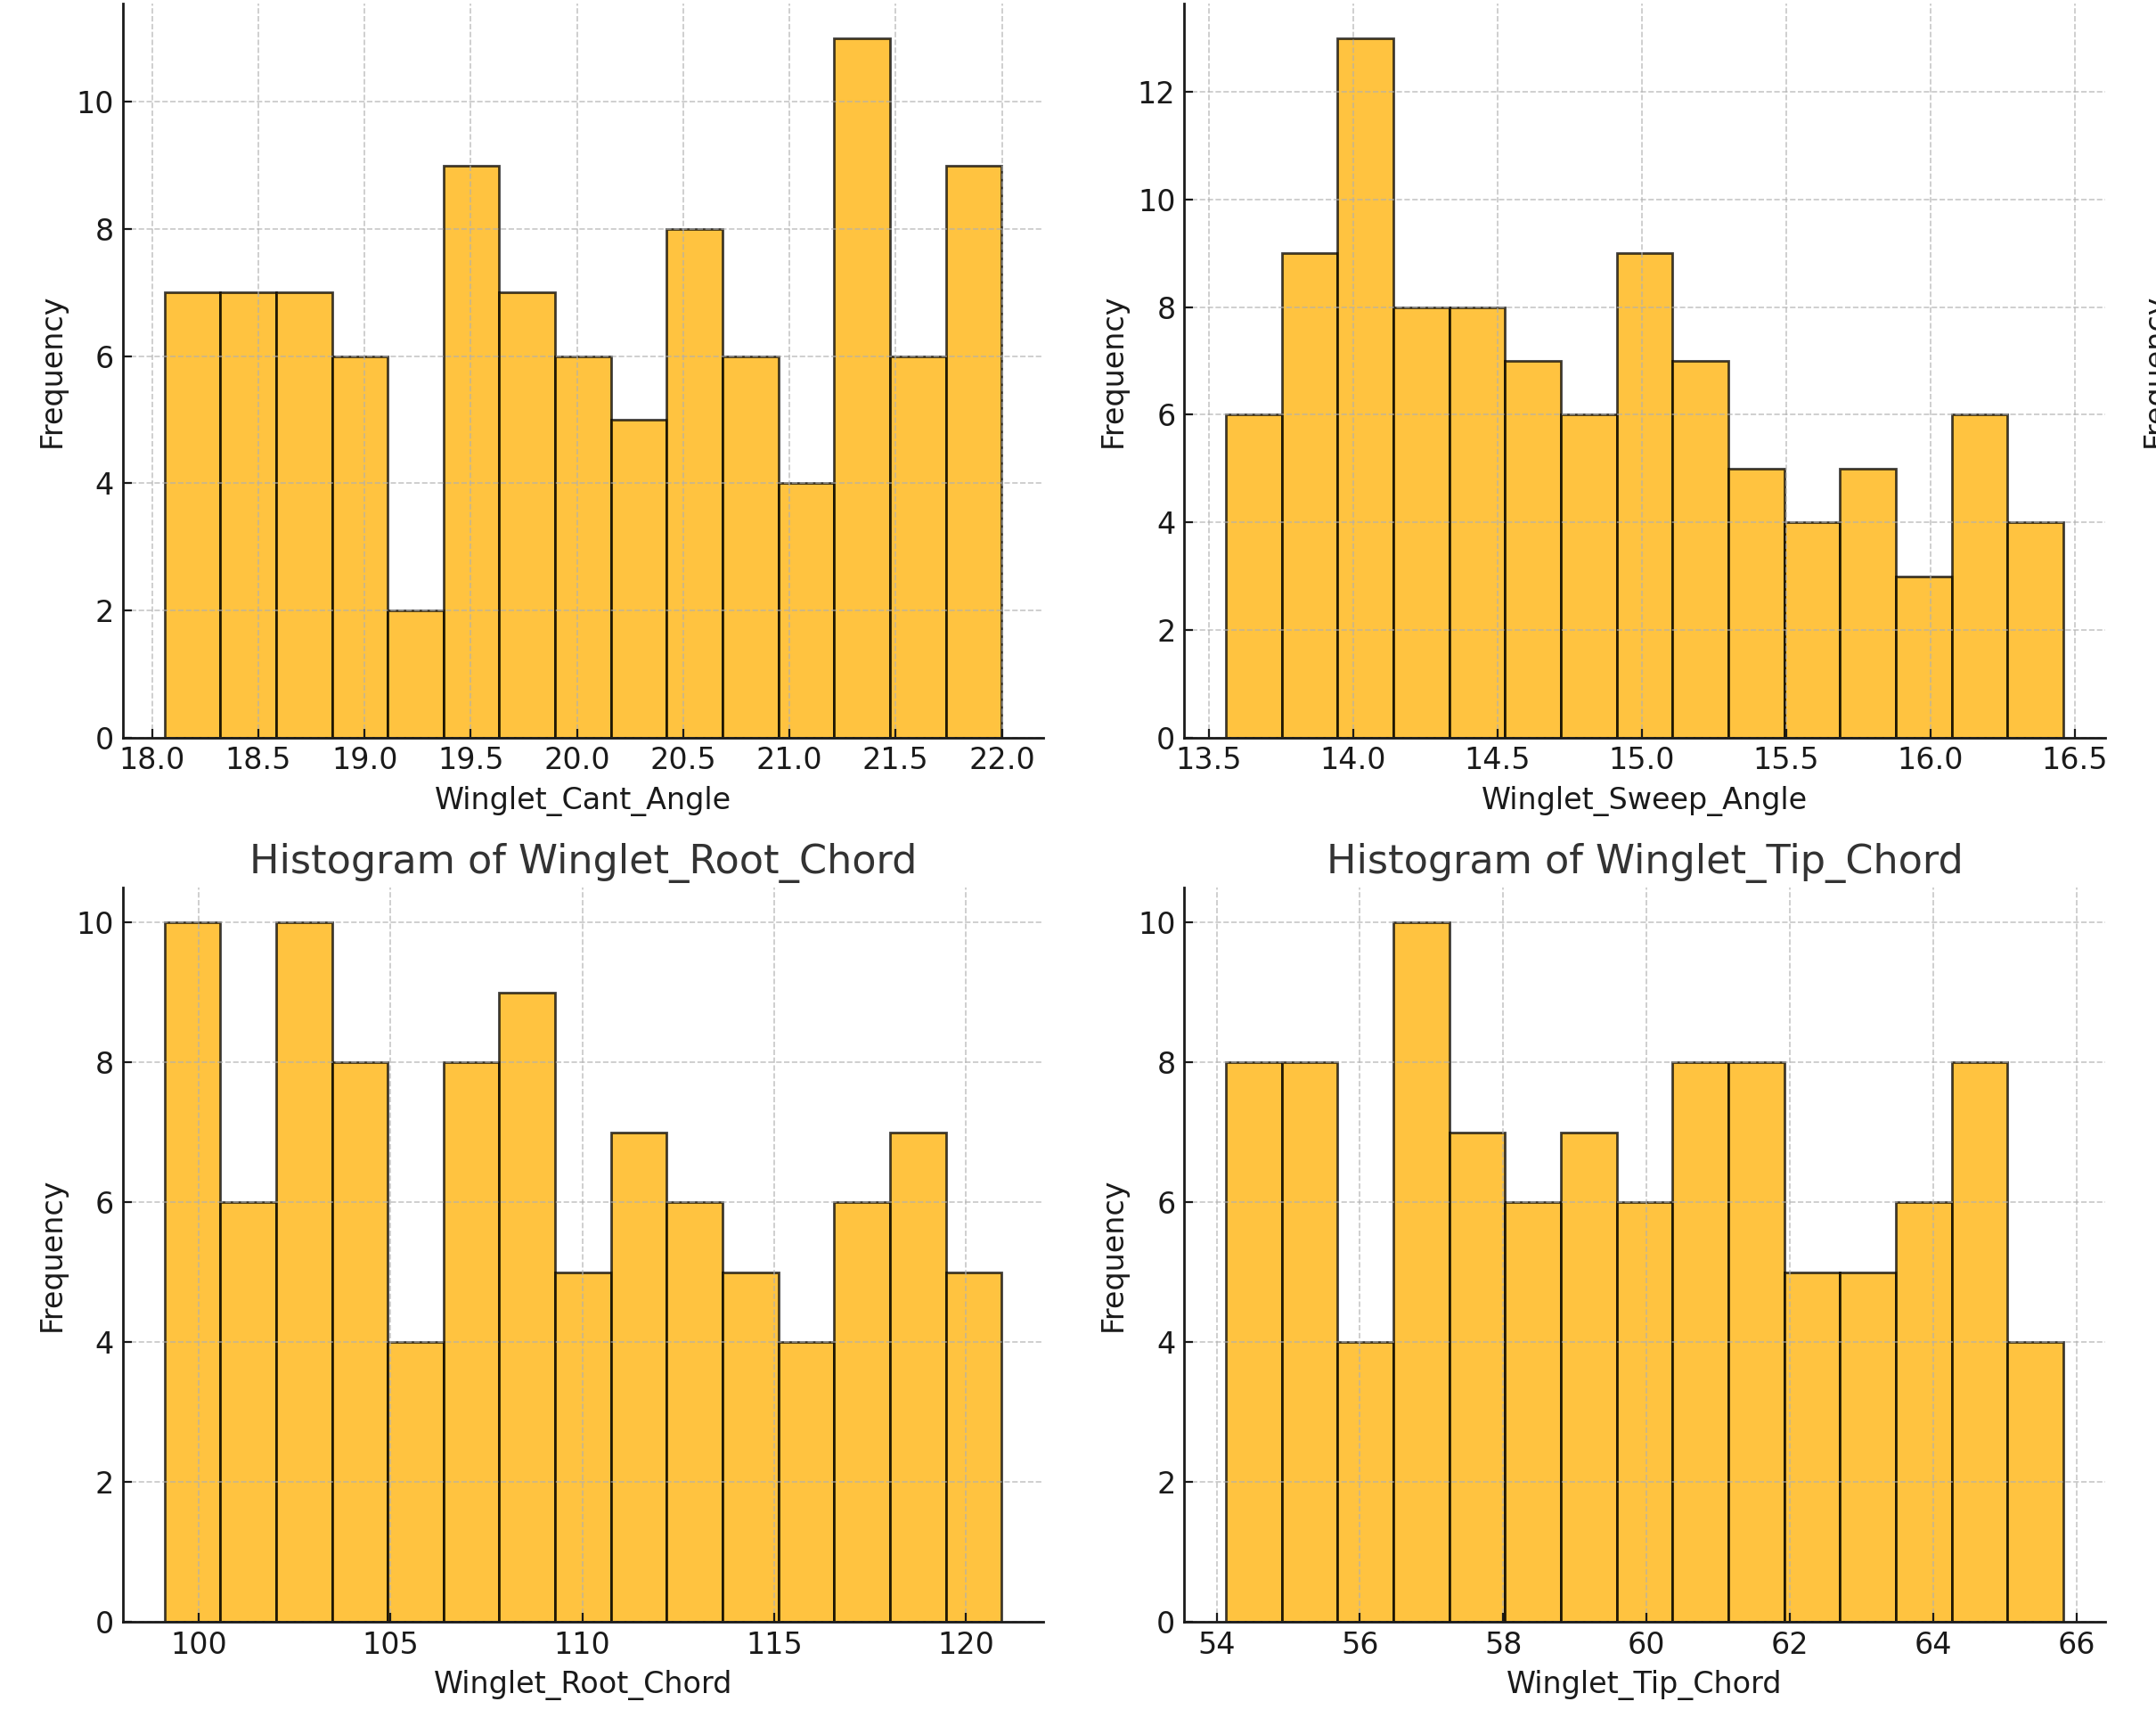 10
8
6
4
2
0
Frequency
18.0 18.5 19.0 19.5 20.0 20.5 21.0 21.5 22.0
Winglet_Cant_Angle
12
10
8
6
4
2
0
Frequency
13.5 14.0 14.5 15.0 15.5 16.0 16.5
Winglet_Sweep_Angle
Frequency
Histogram of Winglet_Root_Chord
10
8
6
4
2
0
Frequency
100 105 110 115 120
Winglet_Root_Chord
Histogram of Winglet_Tip_Chord
10
8
6
4
2
0
Frequency
54 56 58 60 62 64 66
Winglet_Tip_Chord